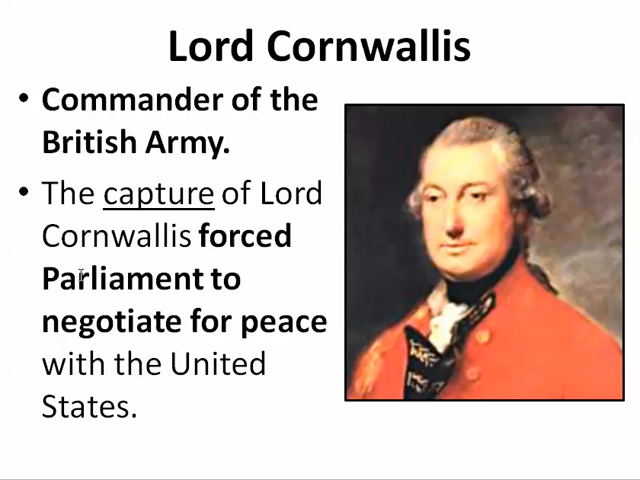 Lord Cornwallis
• Commander of the
British Army.
• The capture of Lord
Cornwallis forced
Parliament to
negotiate for peace
with the United
States.